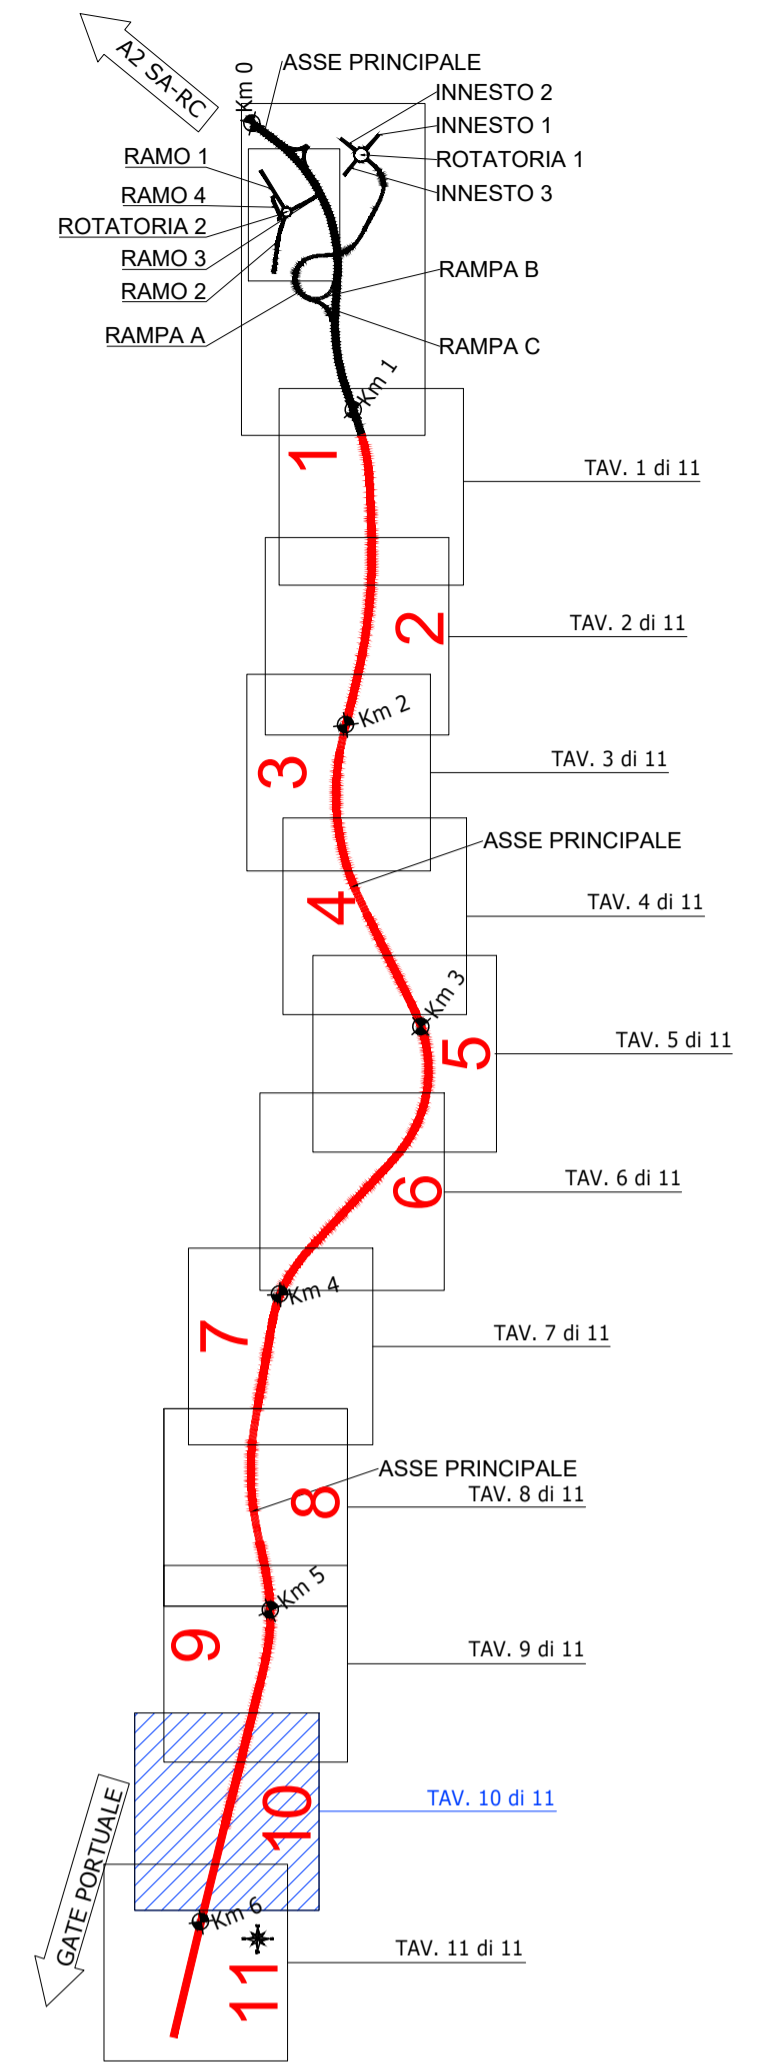 A2 SA-RC
Km 0
ASSE PRINCIPALE
INNESTO 2
INNESTO 1
ROTATORIA 1
INNESTO 3
RAMO 1
RAMO 4
ROTATORIA 2
RAMO 3
RAMO 2
RAMPA A
RAMPA B
RAMPA C
Km 1
1
TAV. 1 di 11
2
TAV. 2 di 11
Km 2
3
TAV. 3 di 11
ASSE PRINCIPALE
4
TAV. 4 di 11
Km 3
5
TAV. 5 di 11
6
TAV. 6 di 11
Km 4
7
TAV. 7 di 11
ASSE PRINCIPALE
8
TAV. 8 di 11
Km 5
9
TAV. 9 di 11
10
TAV. 10 di 11
GATE PORTUALE
Km 6
11
TAV. 11 di 11